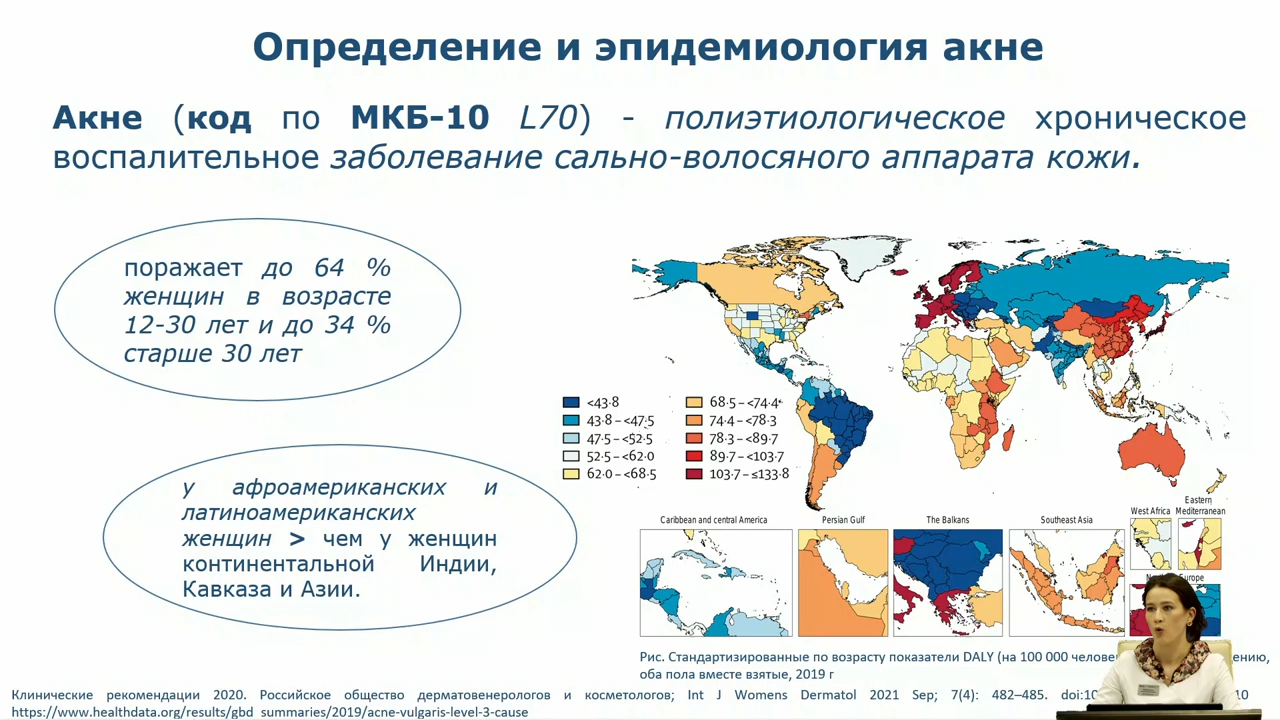 Определение и эпидемиология акне
Акне (код по МКБ-10 L70) - полиэтиологическое хроническое
воспалительное заболевание сально-волосяного аппарата кожи.
поражает до 64 %
женщин в возрасте
12-30 лет и до 34 %
старше 30 лет
у афроамериканских и
латиноамериканских
женщин > чем у женщин
континентальной Индии,
Кавказа и Азии.
<43·8
43·8–<47·5
47·5–<52·5
52·5–<62·0
62·0–<68·5
68·5–<74·4
74·4–<78·3
78·3–<89·7
89·7–<103·7
103·7–≤133·8
Caribbean and central America
Persian Gulf
The Balkans
Southeast Asia
West Africa
Eastern
Mediterranean
Europe
Рис. Стандартизированные по возрасту показатели DALY (на 100 000
оба пола вместе взятые, 2019 г
Клинические рекомендации 2020. Российское общество дерматовенерологов и косметологов; Int J Womens Dermatol 2021 Sep; 7(4): 482–485.
https://www.healthdata.org/results/gbd_summaries/2019/acne-vulgaris-level-3-cause